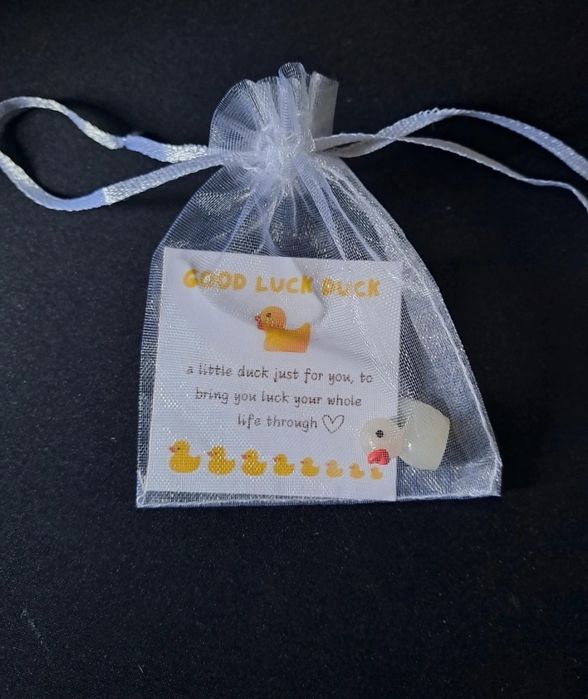 GOOD LUCK DUCK
a little duck just for you, to
bring you luck your whole
life through